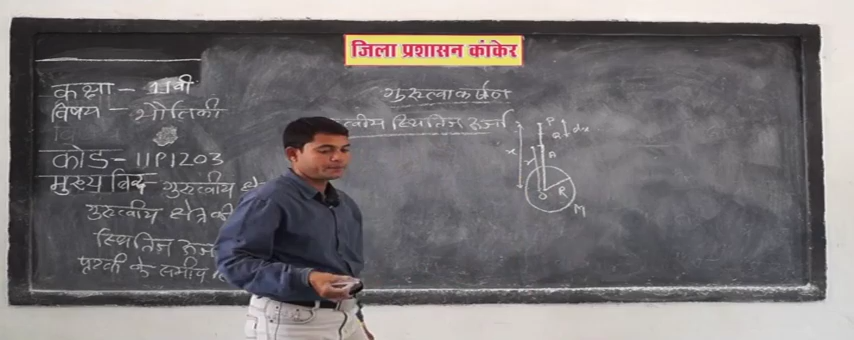 जिला प्रशासन कांकेर
कक्षा - 11वी
विषय - भौतिकी
कोड - 11P1203
मुख्य बिंदु गुरुत्वीय क्षे
गुरुत्वीय क्षेत्र की
स्थितिज ऊर्जा
पृथ्वी के समीप
गुरुत्वाकर्षण
त्वीय स्थितिज ऊर्जा
P
Q dx
x
A
r
O R
M